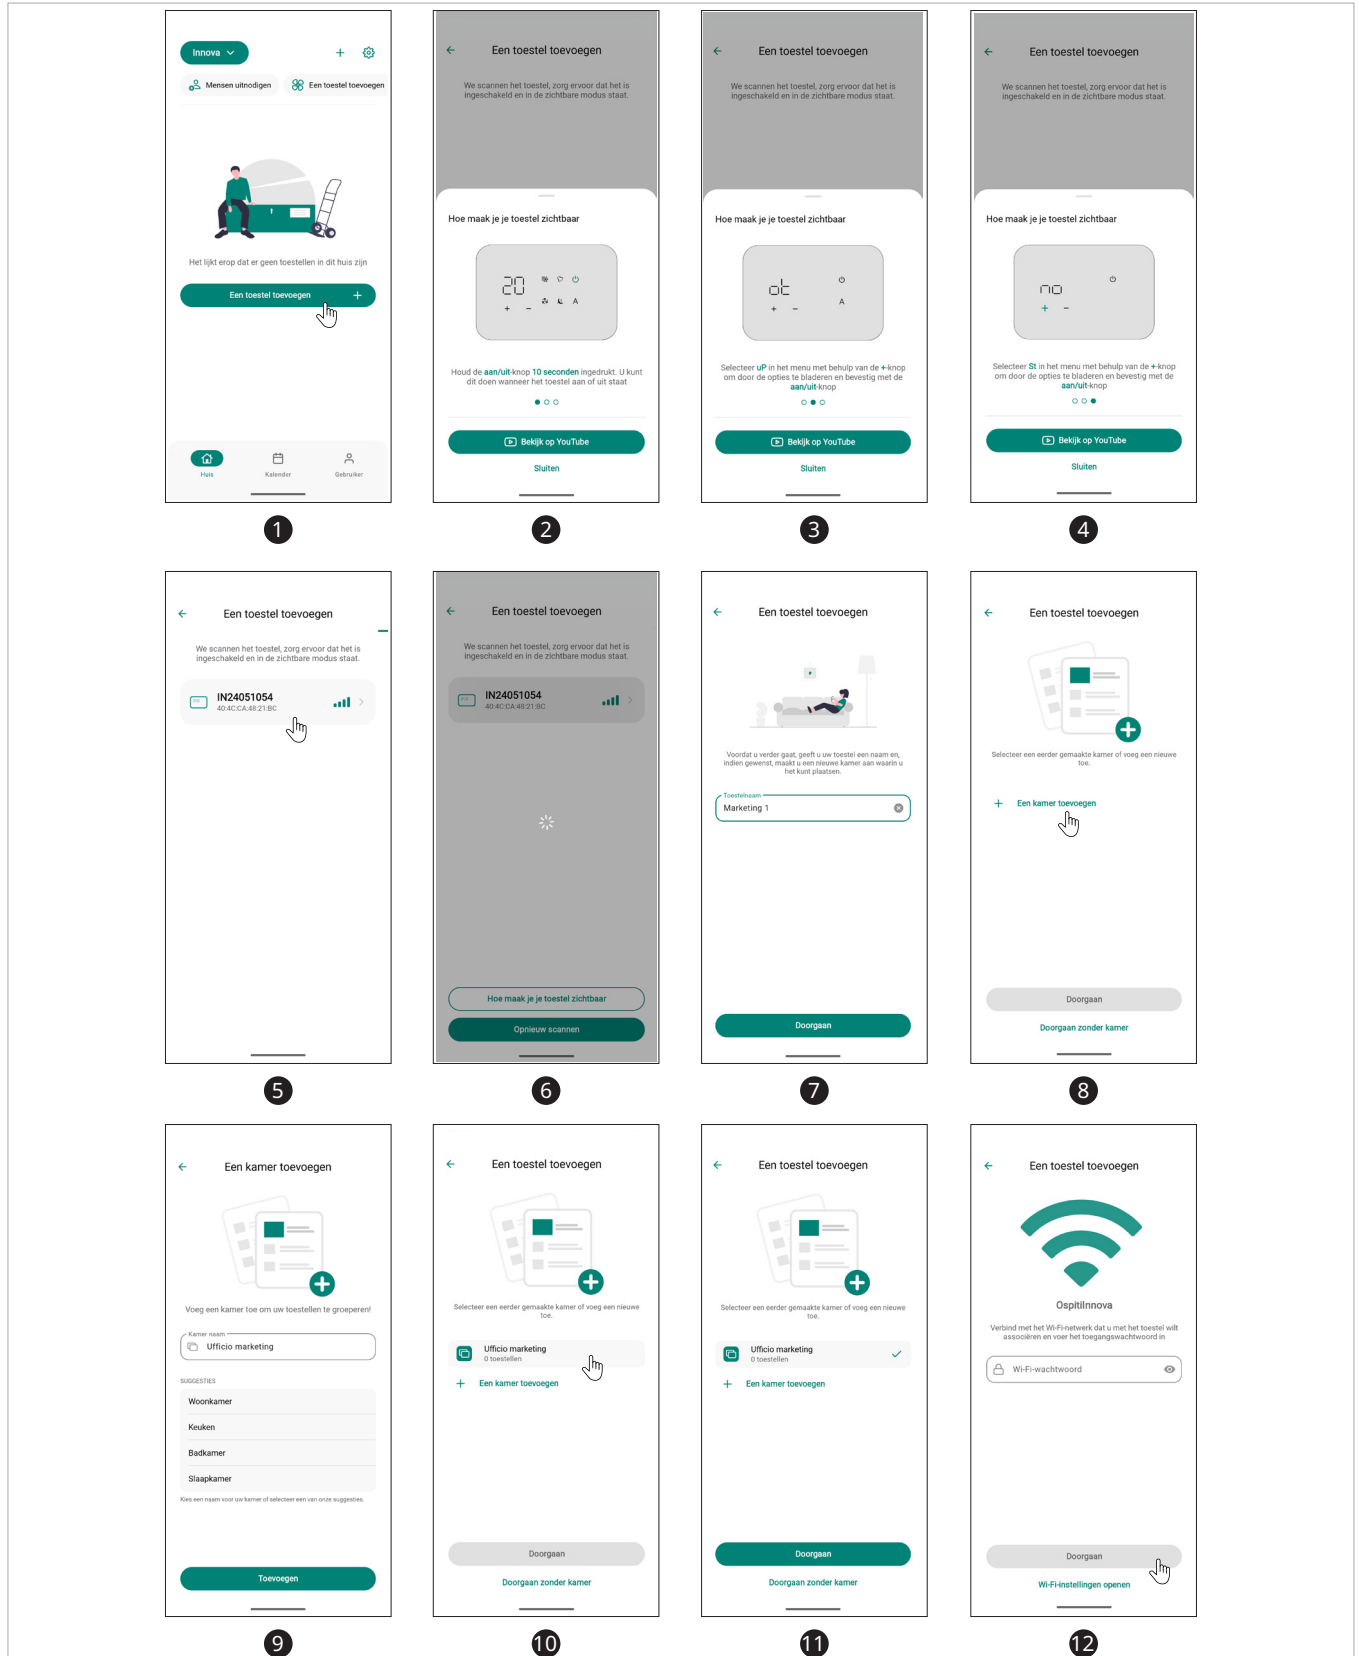 Innova
Mensen uitnodigen
Een toestel toevoegen
Het lijkt erop dat er geen toestellen in dit huis zijn
Een toestel toevoegen
Huis
Kalender
Gebruiker
1
Een toestel toevoegen
We scannen het toestel, zorg ervoor dat het is
ingeschakeld en in de zichtbare modus staat.
Hoe maak je je toestel zichtbaar
20
A
+ -
Houd de aan/uit-knop 10 seconden ingedrukt. U kunt
dit doen wanneer het toestel aan of uit staat
Bekijk op YouTube
Sluiten
2
Een toestel toevoegen
We scannen het toestel, zorg ervoor dat het is
ingeschakeld en in de zichtbare modus staat.
Hoe maak je je toestel zichtbaar
ot
A
+ -
Selecteer uP in het menu met behulp van de +-knop
om door de opties te bladeren en bevestig met de
aan/uit-knop
Bekijk op YouTube
Sluiten
3
Een toestel toevoegen
We scannen het toestel, zorg ervoor dat het is
ingeschakeld en in de zichtbare modus staat.
Hoe maak je je toestel zichtbaar
no
+ -
Selecteer St in het menu met behulp van de +-knop
om door de opties te bladeren en bevestig met de
aan/uit-knop
Bekijk op YouTube
Sluiten
4
Een toestel toevoegen
We scannen het toestel, zorg ervoor dat het is
ingeschakeld en in de zichtbare modus staat.
IN24051054
40:4C:CA:48:21:BC
5
Een toestel toevoegen
We scannen het toestel, zorg ervoor dat het is
ingeschakeld en in de zichtbare modus staat.
IN24051054
40:4C:CA:48:21:BC
Hoe maak je je toestel zichtbaar
Opnieuw scannen
6
Een toestel toevoegen
Voordat u verder gaat, geeft u uw toestel een naam en,
indien gewenst, maakt u een nieuwe kamer aan waarin u
het kunt plaatsen.
Toestelnaam
Marketing 1
Doorgaan
7
Een toestel toevoegen
Selecteer een eerder gemaakte kamer of voeg een nieuwe
toe.
+ Een kamer toevoegen
Doorgaan
Doorgaan zonder kamer
8
Een kamer toevoegen
Voeg een kamer toe om uw toestellen te groeperen!
Kamer naam
Ufficio marketing
SUGGESTIES
Woonkamer
Keuken
Badkamer
Slaapkamer
Kies een naam voor uw kamer of selecteer een van onze suggesties.
Toevoegen
9
Een toestel toevoegen
Selecteer een eerder gemaakte kamer of voeg een nieuwe
toe.
Ufficio marketing
0 toestellen
+ Een kamer toevoegen
Doorgaan
Doorgaan zonder kamer
10
Een toestel toevoegen
Selecteer een eerder gemaakte kamer of voeg een nieuwe
toe.
Ufficio marketing
0 toestellen
+ Een kamer toevoegen
Doorgaan
Doorgaan zonder kamer
11
Een toestel toevoegen
OspitiInnova
Verbind met het Wi-Fi-netwerk dat u met het toestel wilt
associëren en voer het toegangswachtwoord in
Wi-Fi-wachtwoord
Doorgaan
Wi-Fi-instellingen openen
12